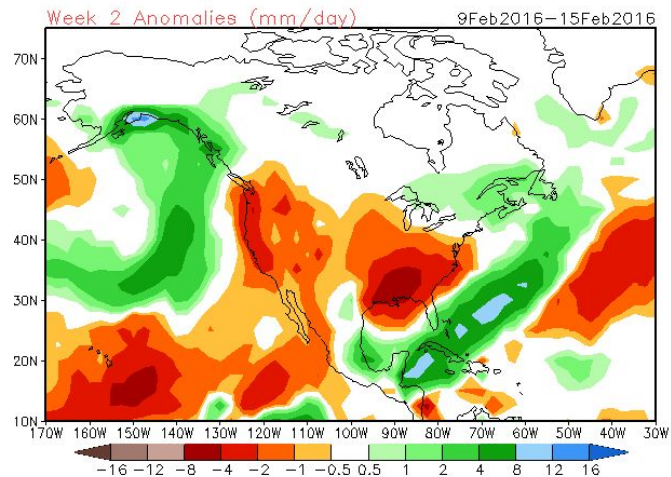 Week 2 Anomalies (mm/day) 9Feb2016-15Feb2016
70N
60N
50N
40N
30N
20N
10N
170W 160W 150W 140W 130W 120W 110W 100W 90W 80W 70W 60W 50W 40W 30W
-16 -12 -8 -4 -2 -1 -0.5 0.5 1 2 4 8 12 16